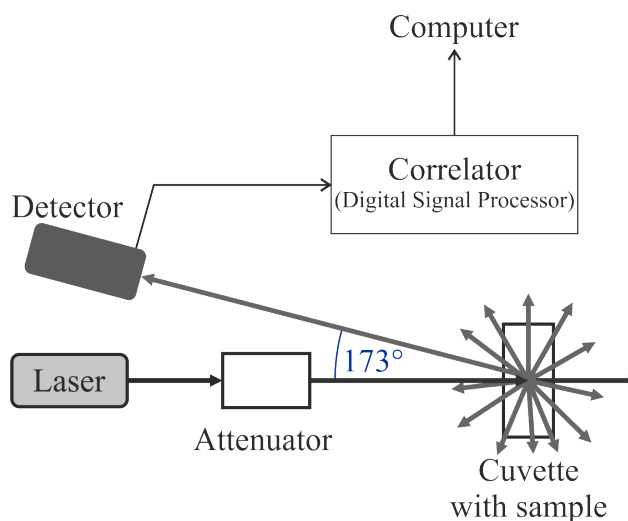 Computer
Correlator
(Digital Signal Processor)
Detector
173°
Laser
Attenuator
Cuvette
with sample